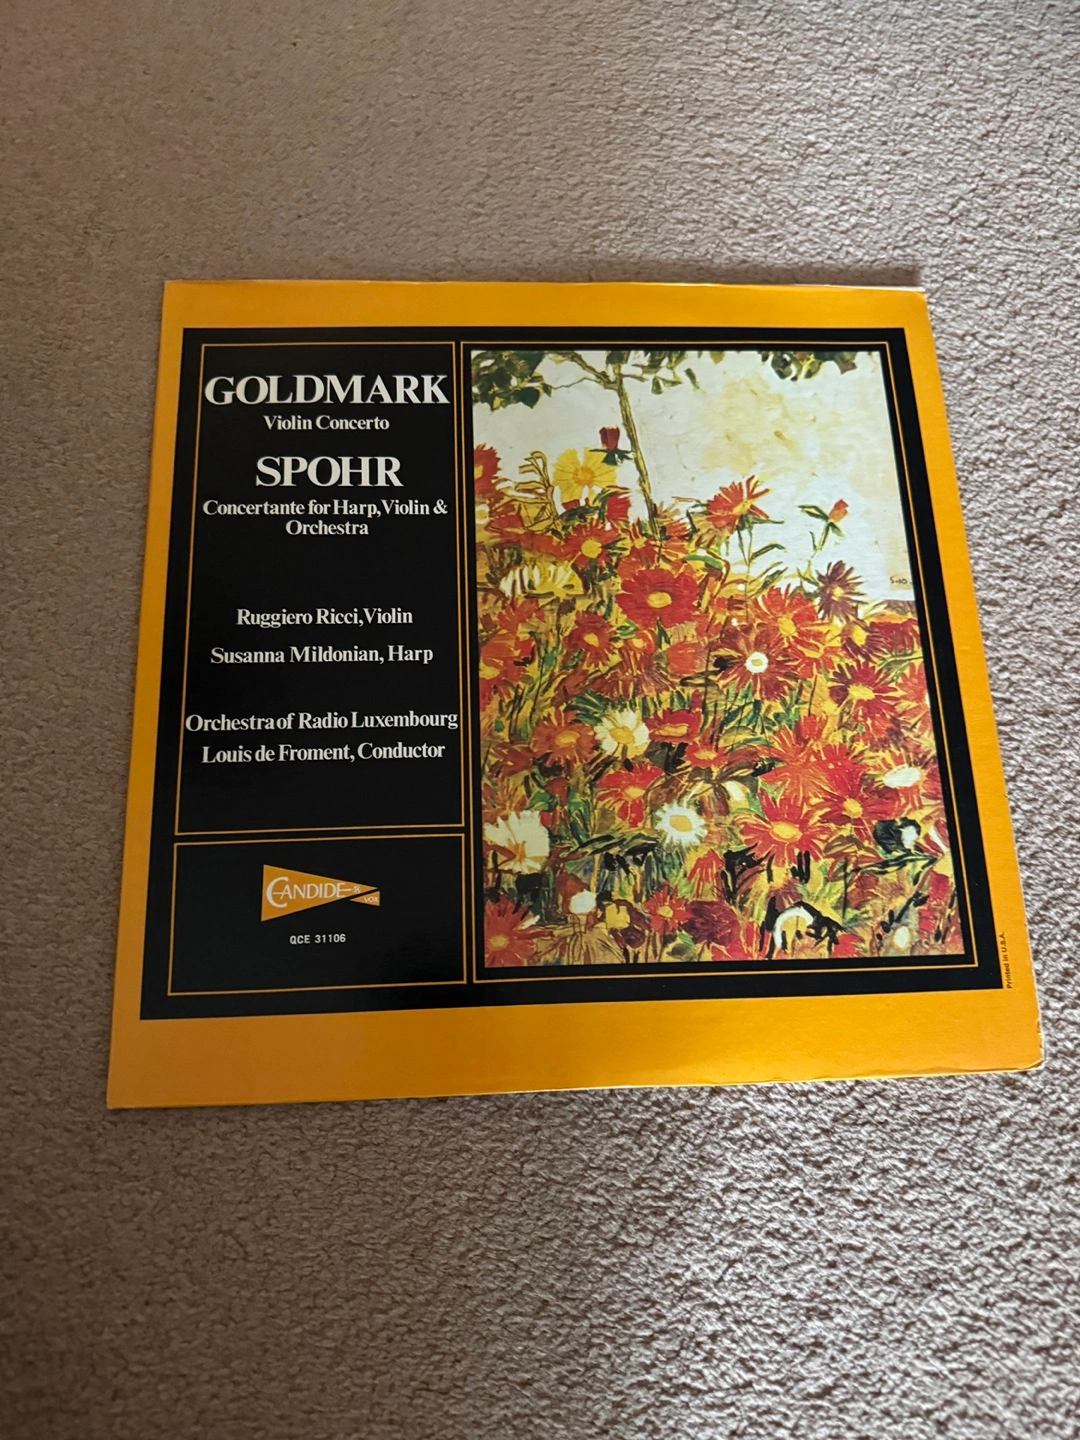 GOLDMARK
Violin Concerto
SPOHR
Concertante for Harp, Violin &
Orchestra
Ruggiero Ricci, Violin
Susanna Mildonian, Harp
Orchestra of Radio Luxembourg
Louis de Froment, Conductor
CANDIDE
VOX
QCE 31106
Printed in U.S.A.